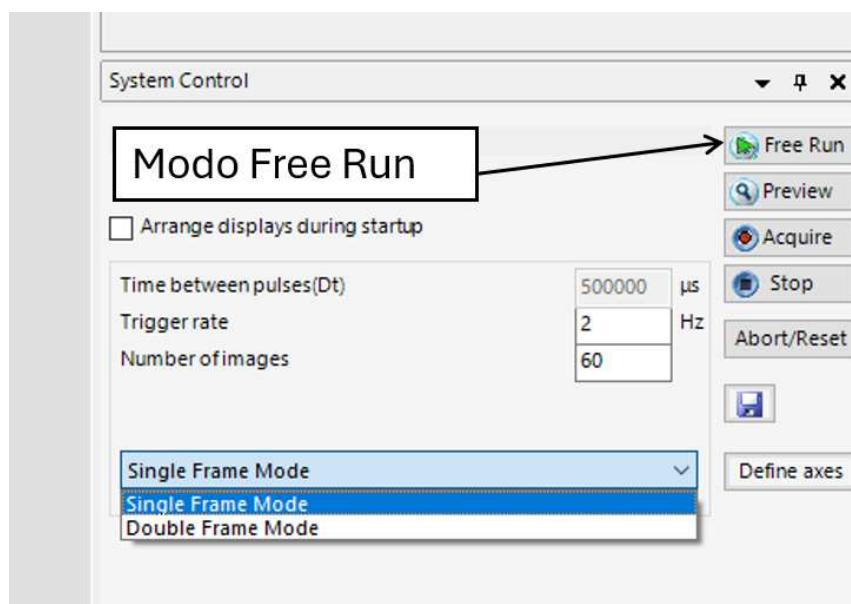 System Control
Modo Free Run
Free Run
Preview
Arrange displays during startup
Acquire
Time between pulses(Dt) 500000 µs
Stop
Trigger rate 2 Hz
Abort/Reset
Number of images 60
Single Frame Mode
Define axes
Single Frame Mode
Double Frame Mode